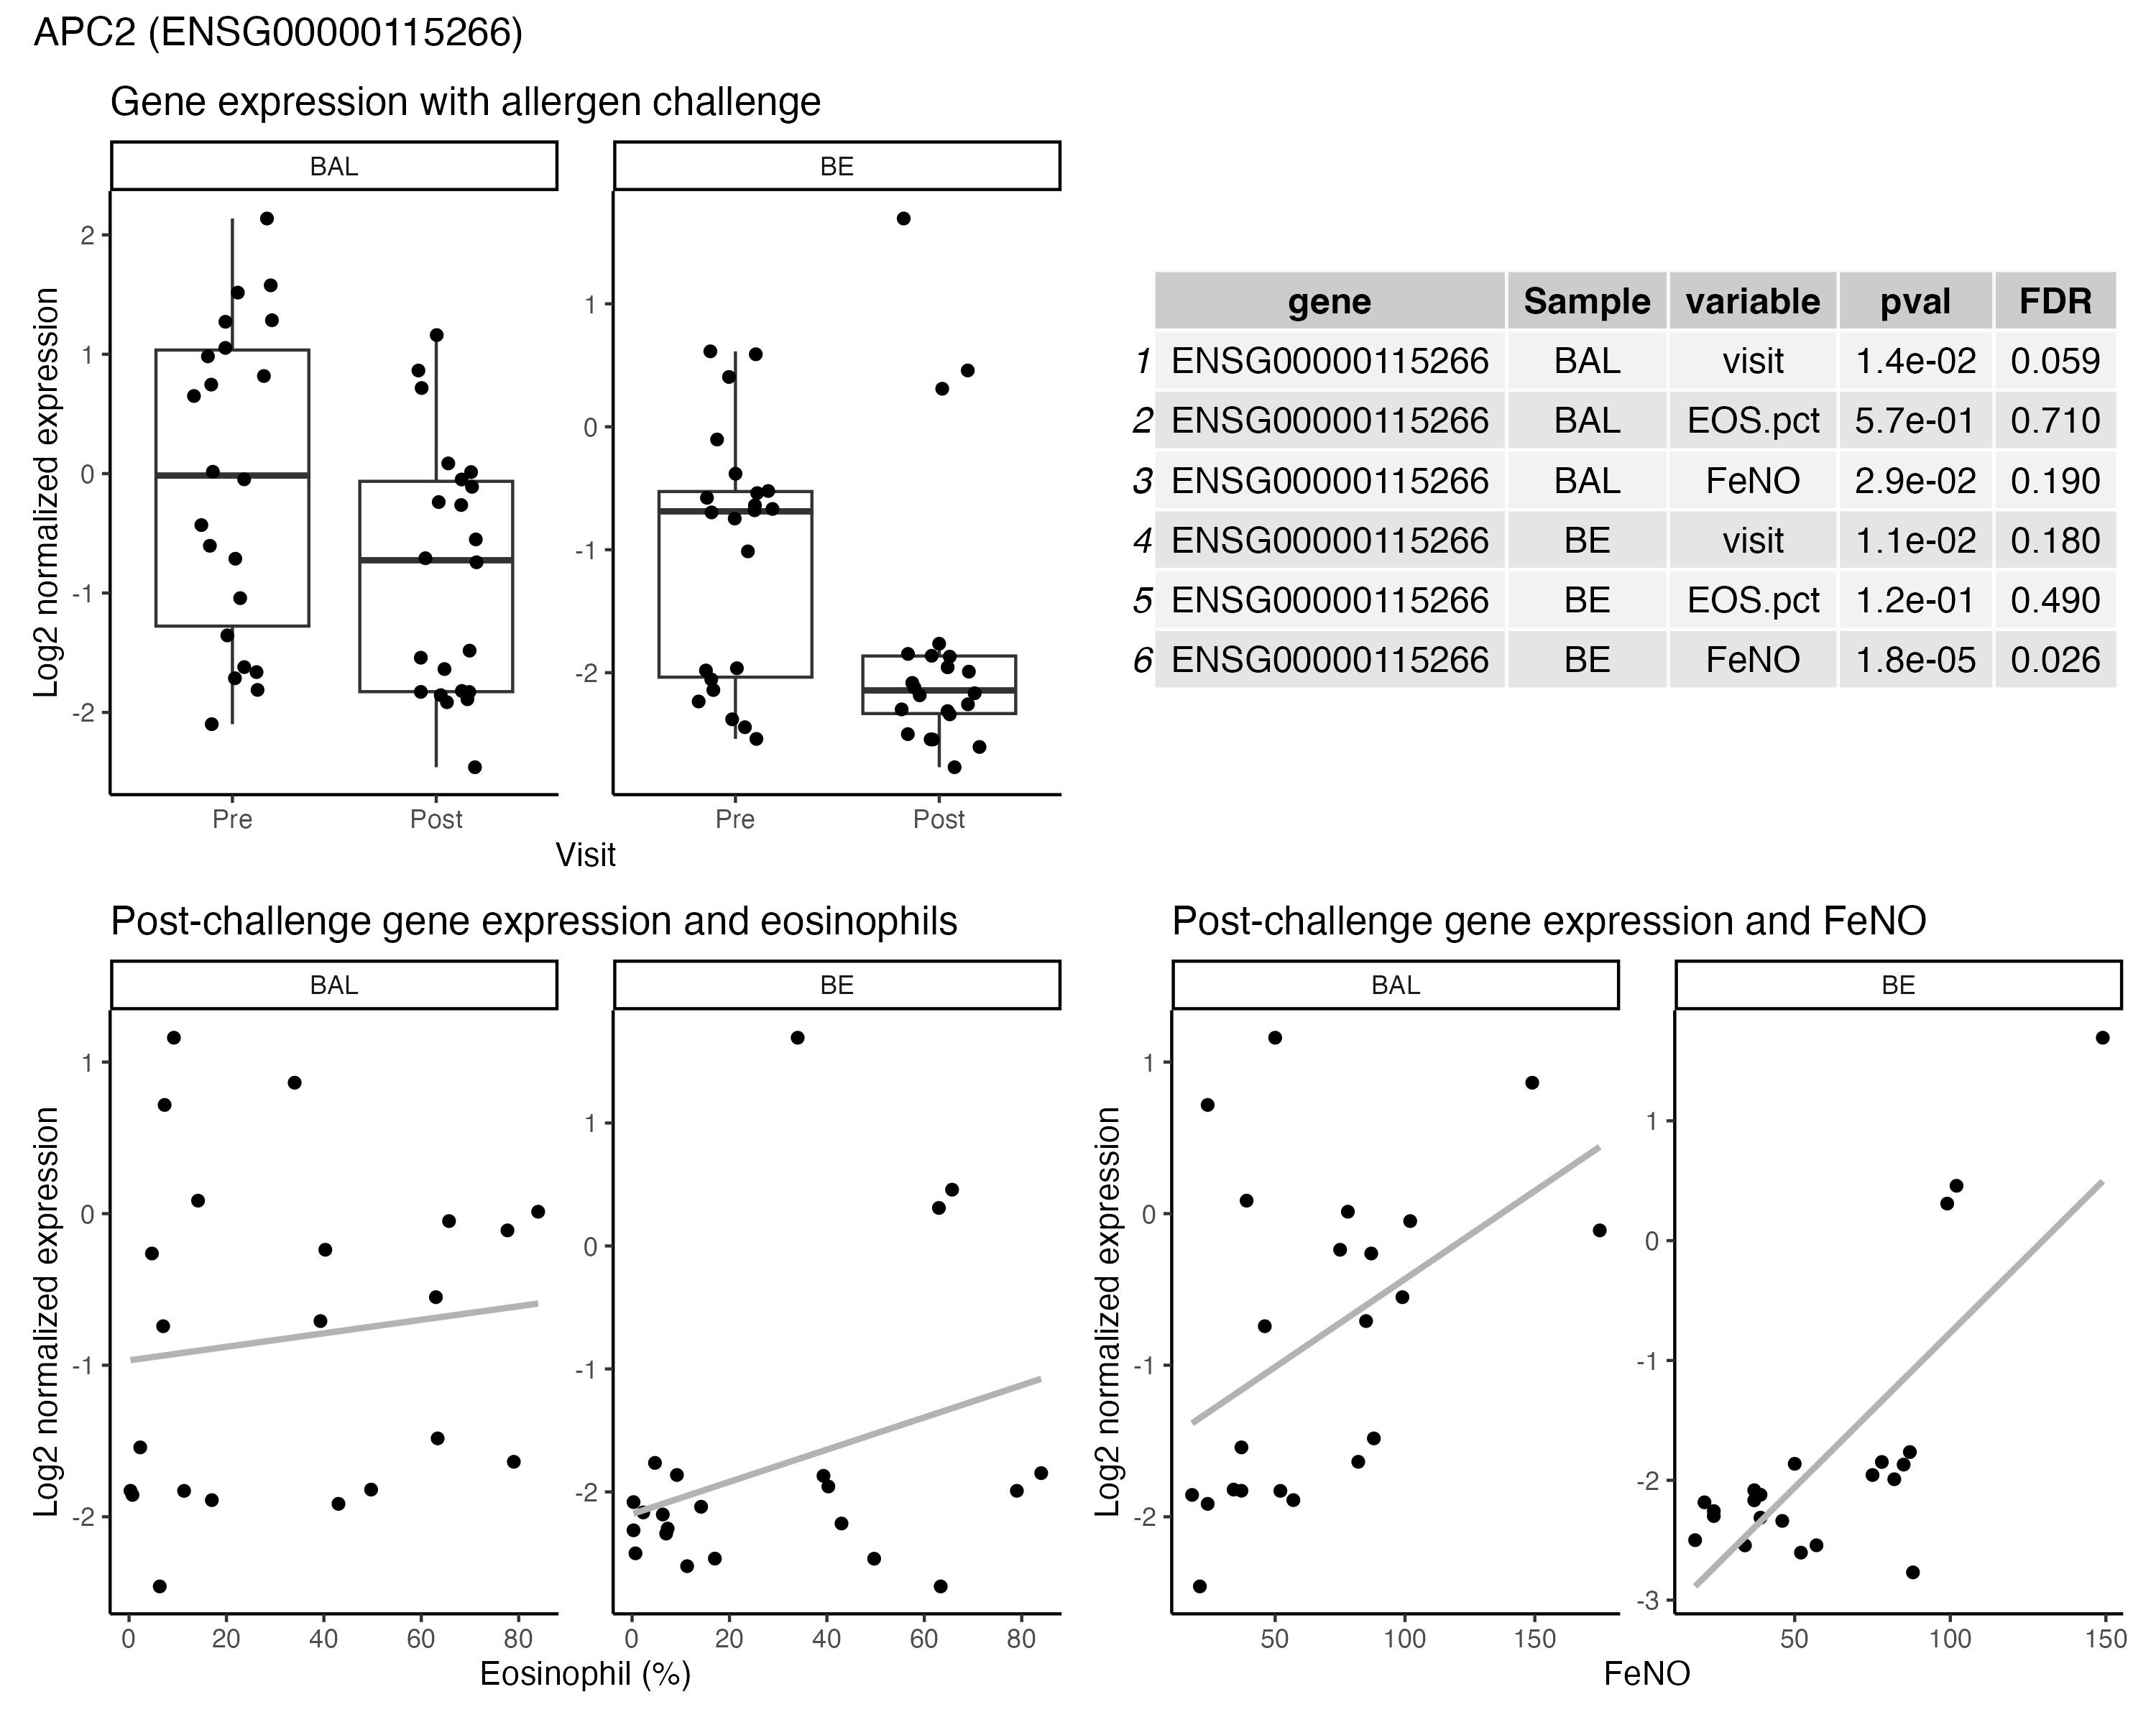 APC2 (ENSG00000115266)
Gene expression with allergen challenge
BAL
BE
Log2 normalized expression
2
1
0
-1
-2
1
0
-1
-2
Pre
Post
Pre
Post
Visit
gene Sample variable pval FDR
1 ENSG00000115266 BAL visit 1.4e-02 0.059
2 ENSG00000115266 BAL EOS.pct 5.7e-01 0.710
3 ENSG00000115266 BAL FeNO 2.9e-02 0.190
4 ENSG00000115266 BE visit 1.1e-02 0.180
5 ENSG00000115266 BE EOS.pct 1.2e-01 0.490
6 ENSG00000115266 BE FeNO 1.8e-05 0.026
Post-challenge gene expression and eosinophils
BAL
BE
Log2 normalized expression
1
0
-1
-2
1
0
-1
-2
0 20 40 60 80
0 20 40 60 80
Eosinophil (%)
Post-challenge gene expression and FeNO
BAL
BE
Log2 normalized expression
1
0
-1
-2
1
0
-1
-2
-3
50 100 150
50 100 150
FeNO